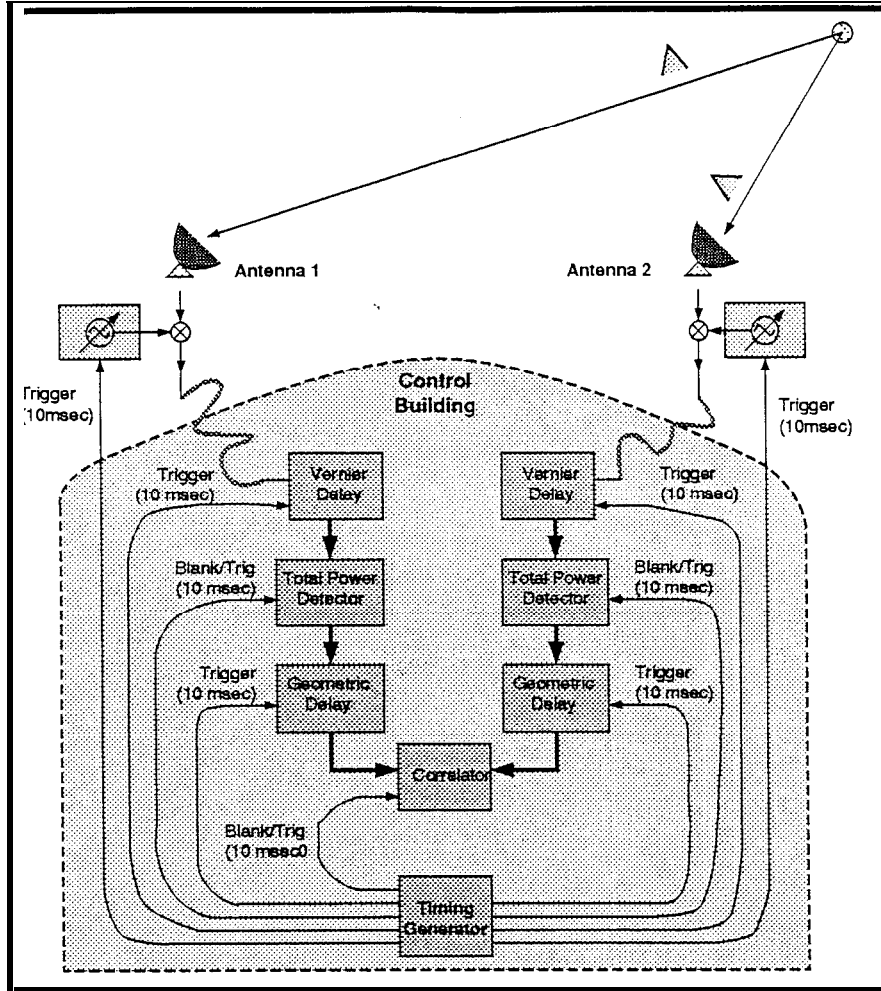 Antenna 1
Antenna 2
Control
Building
Trigger
(10msec)
Trigger
(10msec)
Vernier
Delay
Vernier
Delay
Trigger
(10 msec)
Trigger
(10 msec)
Blank/Trig
(10 msec)
Total Power
Detector
Total Power
Detector
Blank/Trig
(10 msec)
Trigger
(10 msec)
Geometric
Delay
Geometric
Delay
Trigger
(10 msec)
Correlator
Blank/Trig
(10 msec0
Timing
Generator